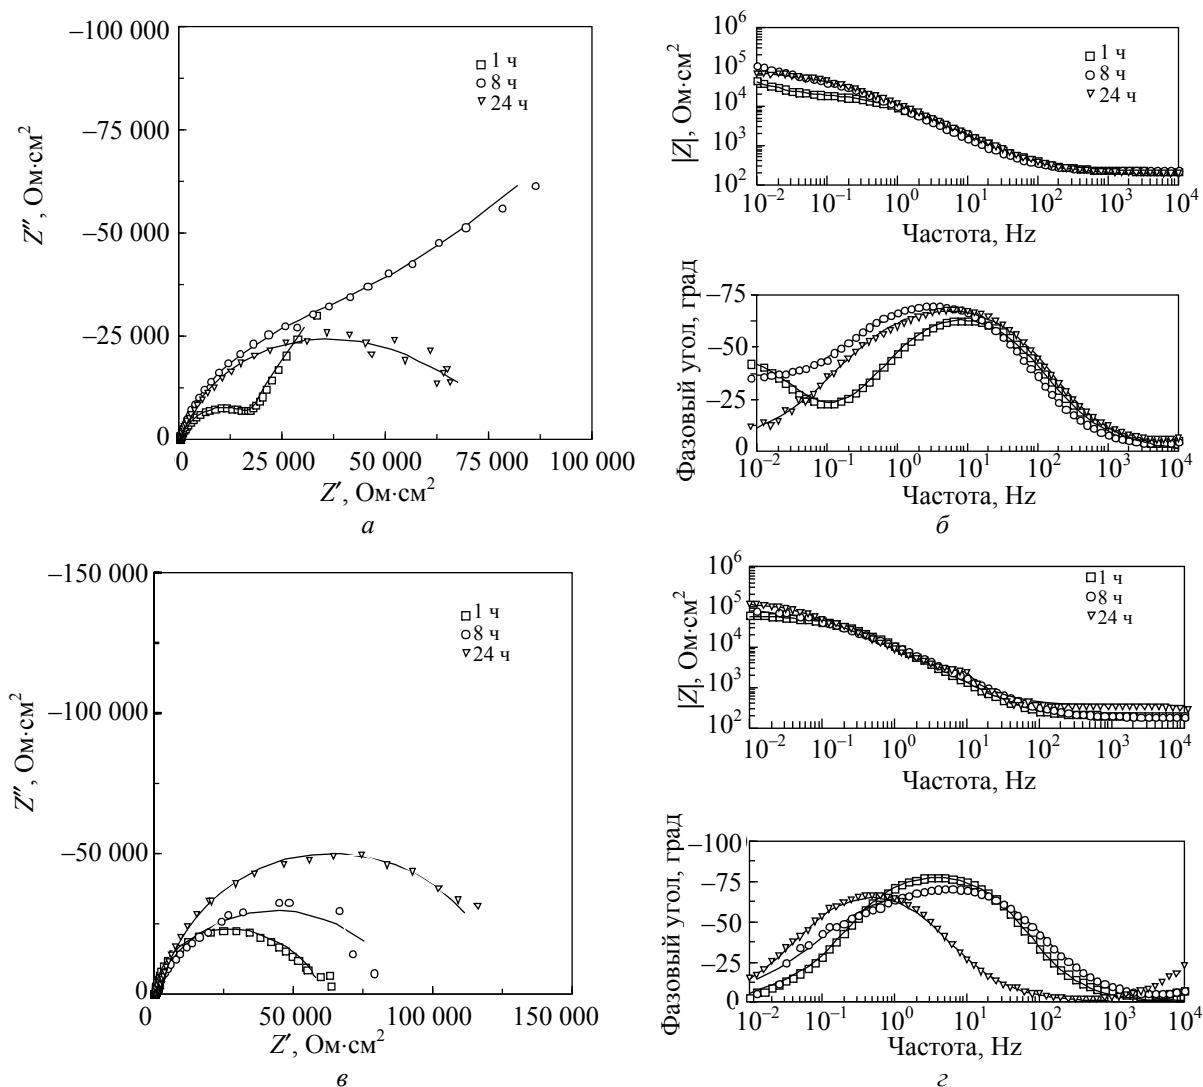 –100 000
–75 000
–50 000
–25 000
0
Z″, Ом·см²
1 ч
8 ч
24 ч
0
25 000
50 000
75 000
100 000
Z′, Ом·см²
а
10⁶
10⁵
10⁴
10³
10²
|Z|, Ом·см²
1 ч
8 ч
24 ч
10⁻²
10⁻¹
10⁰
10¹
10²
10³
10⁴
Частота, Hz
–75
–50
–25
0
Фазовый угол, град
10⁻²
10⁻¹
10⁰
10¹
10²
10³
10⁴
Частота, Hz
б
–150 000
–100 000
–50 000
0
Z″, Ом·см²
1 ч
8 ч
24 ч
0
50 000
100 000
150 000
Z′, Ом·см²
в
10⁶
10⁵
10⁴
10³
10²
|Z|, Ом·см²
1 ч
8 ч
24 ч
10⁻²
10⁻¹
10⁰
10¹
10²
10³
10⁴
Частота, Hz
–100
–75
–50
–25
0
Фазовый угол, град
10⁻²
10⁻¹
10⁰
10¹
10²
10³
10⁴
Частота, Hz
г